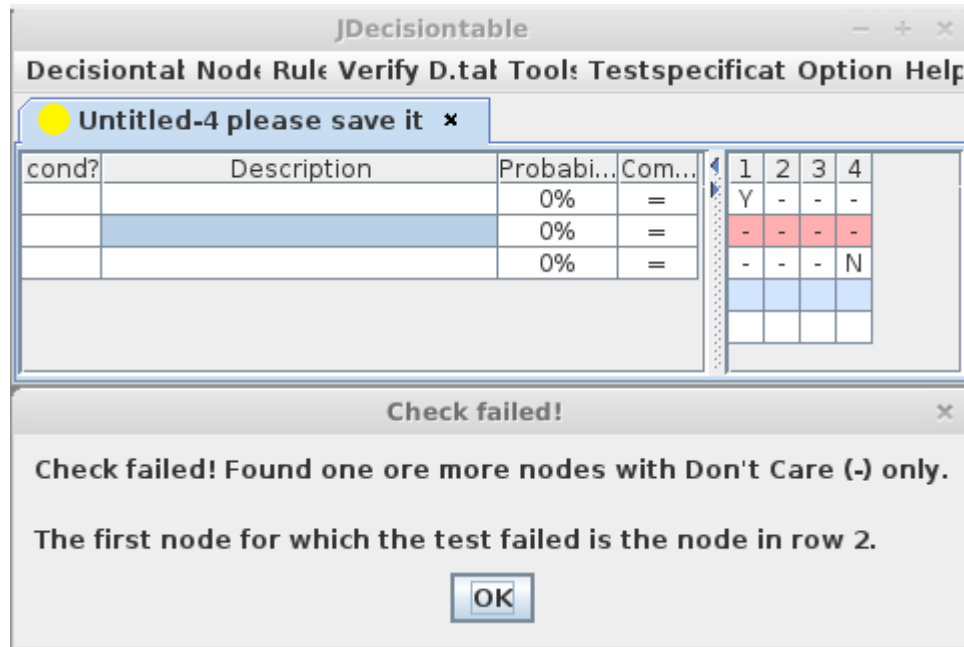 JDecisiontable
Decisiontal Node Rule Verify D.tal Tools Testspecificat Option Help
Untitled-4 please save it ×
cond? Description Probabi... Com... 1 2 3 4
0% = Y - - -
0% = - - - -
0% = - - - N
Check failed!
Check failed! Found one ore more nodes with Don't Care (-) only.
The first node for which the test failed is the node in row 2.
OK